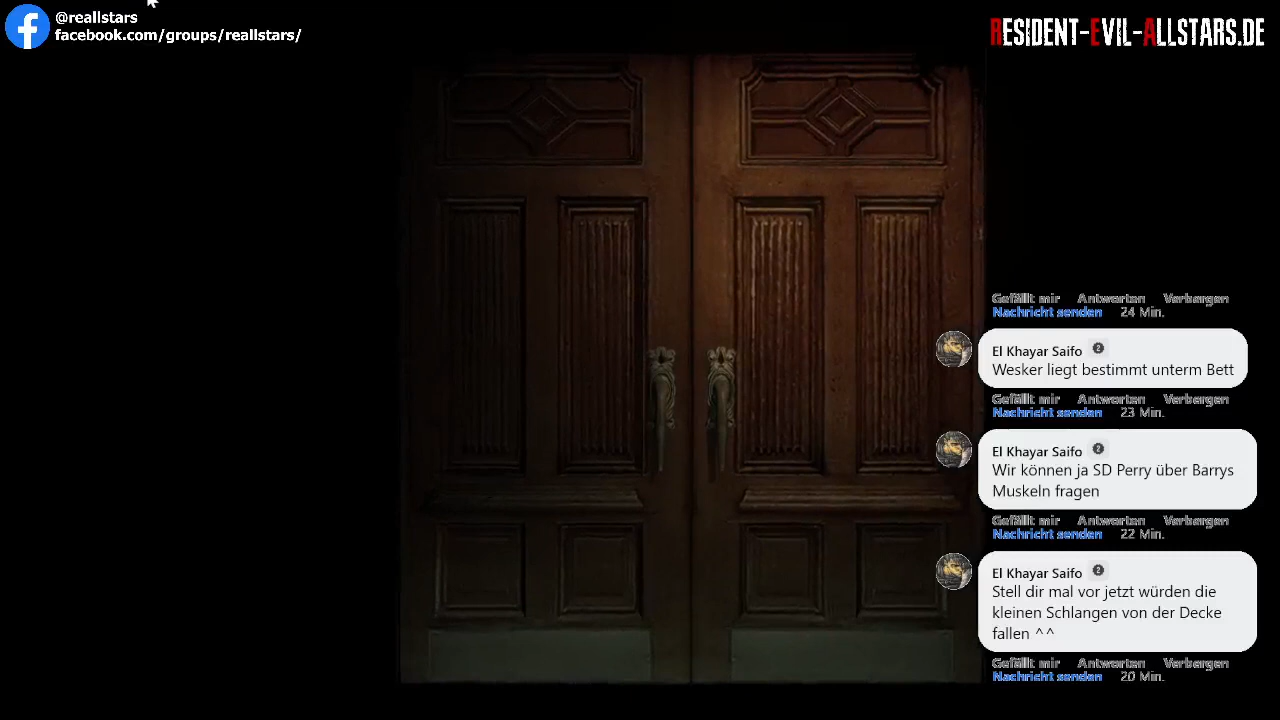 @reallstars
facebook.com/groups/reallstars/
RESIDENT-EVIL-ALLSTARS.DE
Gefällt mir Antworten Verbergen
Nachricht senden 24 Min.
El Khayar Saifo 2
Wesker liegt bestimmt unterm Bett
Gefällt mir Antworten Verbergen
Nachricht senden 23 Min.
El Khayar Saifo 2
Wir können ja SD Perry über Barrys
Muskeln fragen
Gefällt mir Antworten Verbergen
Nachricht senden 22 Min.
El Khayar Saifo 2
Stell dir mal vor jetzt würden die
kleinen Schlangen von der Decke
fallen ^^
Gefällt mir Antworten Verbergen
Nachricht senden 20 Min.